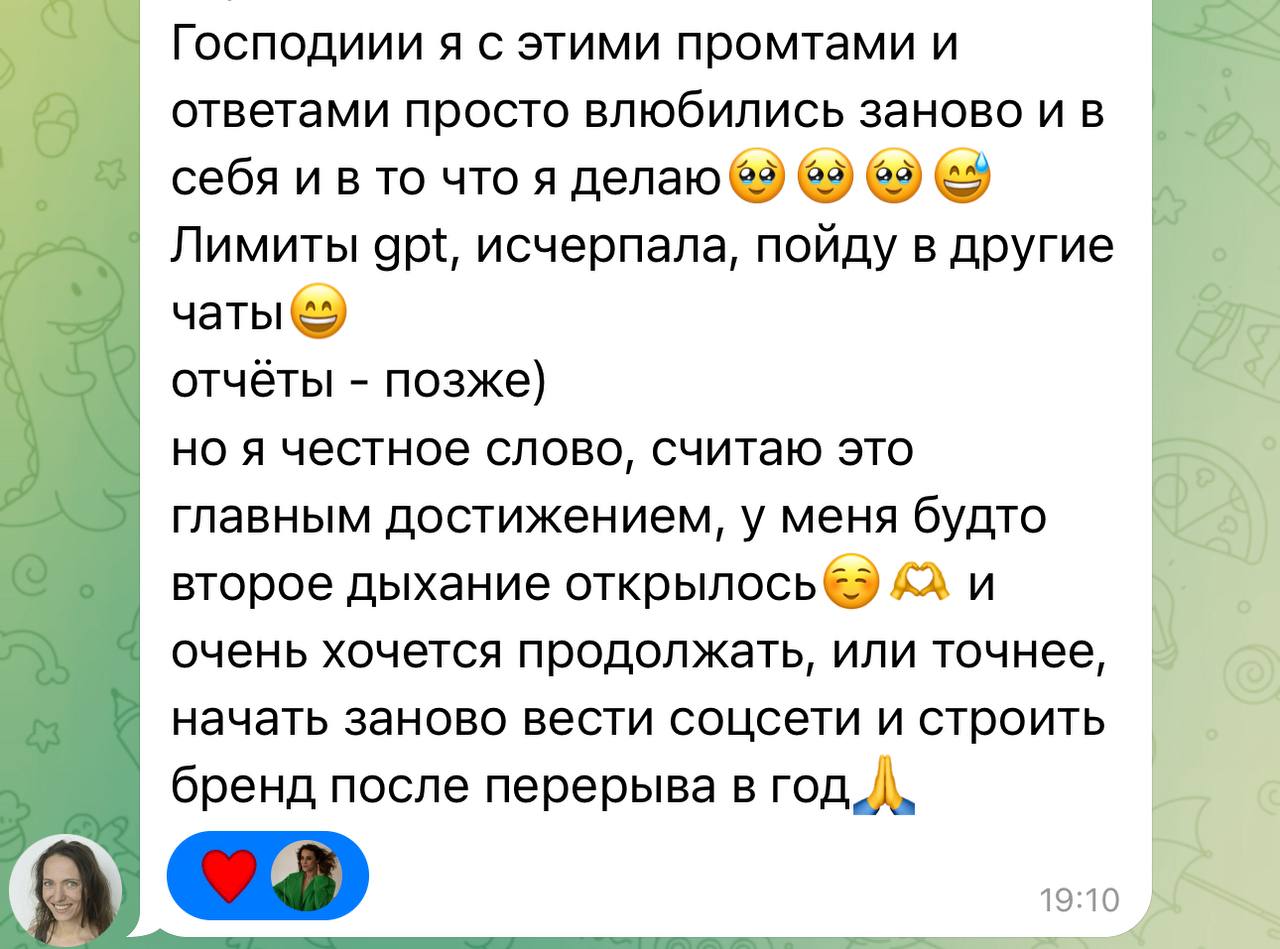 Господиии я с этими промтами и
ответами просто влюбились заново и в
себя и в то что я делаю🥹🥹🥹😅
Лимиты gpt, исчерпала, пойду в другие
чаты😄
отчёты - позже)
но я честное слово, считаю это
главным достижением, у меня будто
второе дыхание открылось☺️🫶 и
очень хочется продолжать, или точнее,
начать заново вести соцсети и строить
бренд после перерыва в год🙏
19:10